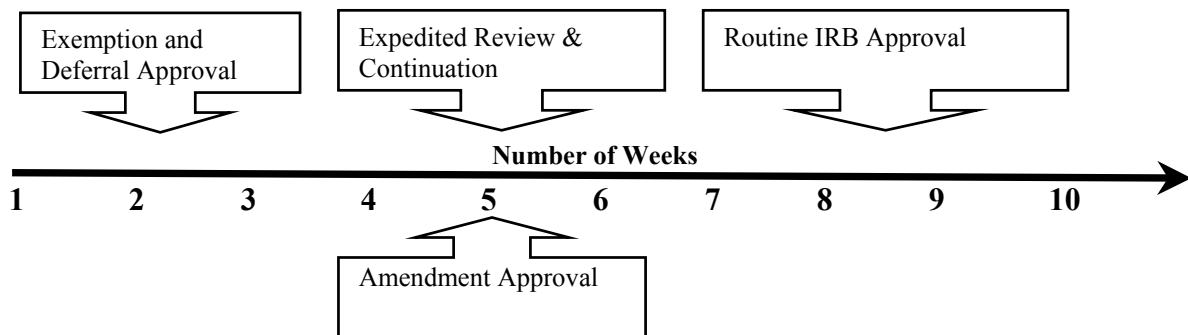 Exemption and
Deferral Approval
Expedited Review &
Continuation
Routine IRB Approval
Number of Weeks
1 2 3 4 5 6 7 8 9 10
Amendment Approval